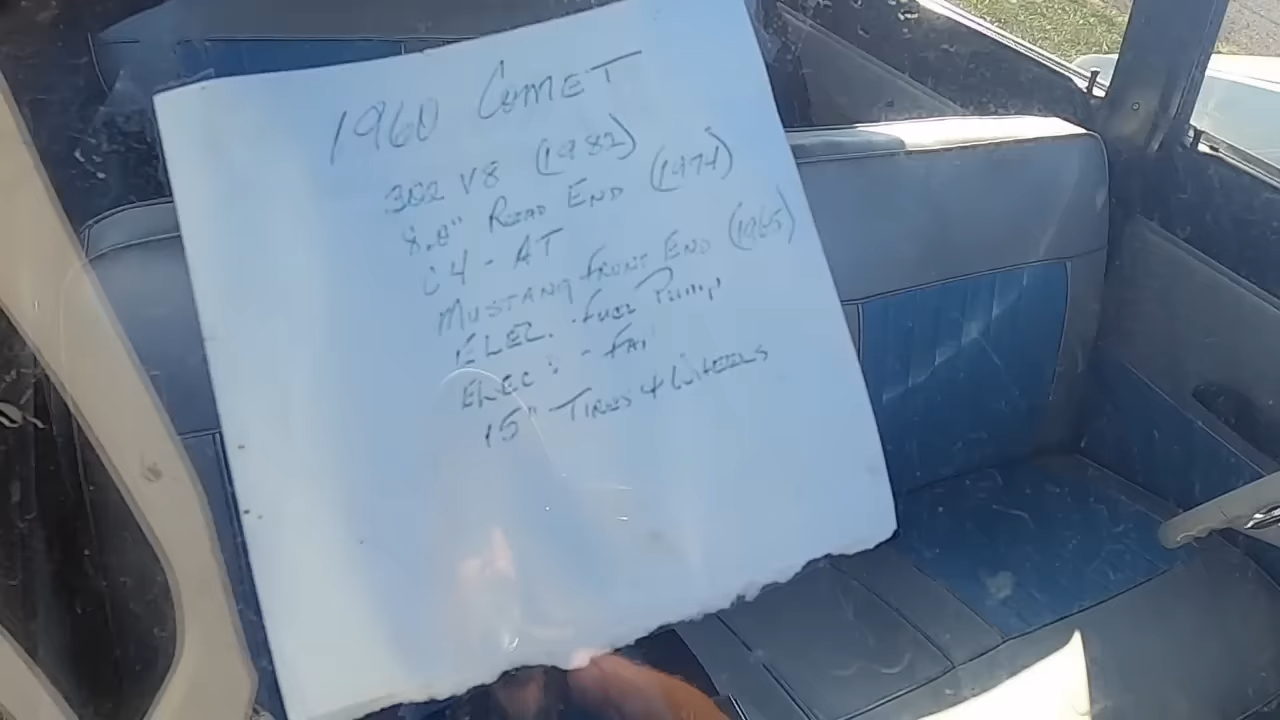 1960 COMET
302 V8 (1982)
8.8" REAR END (1974)
C4 - AT
MUSTANG FRONT END (1965)
ELEC. FUEL PUMP
ELEC. - FAN
15" TIRES & WHEELS